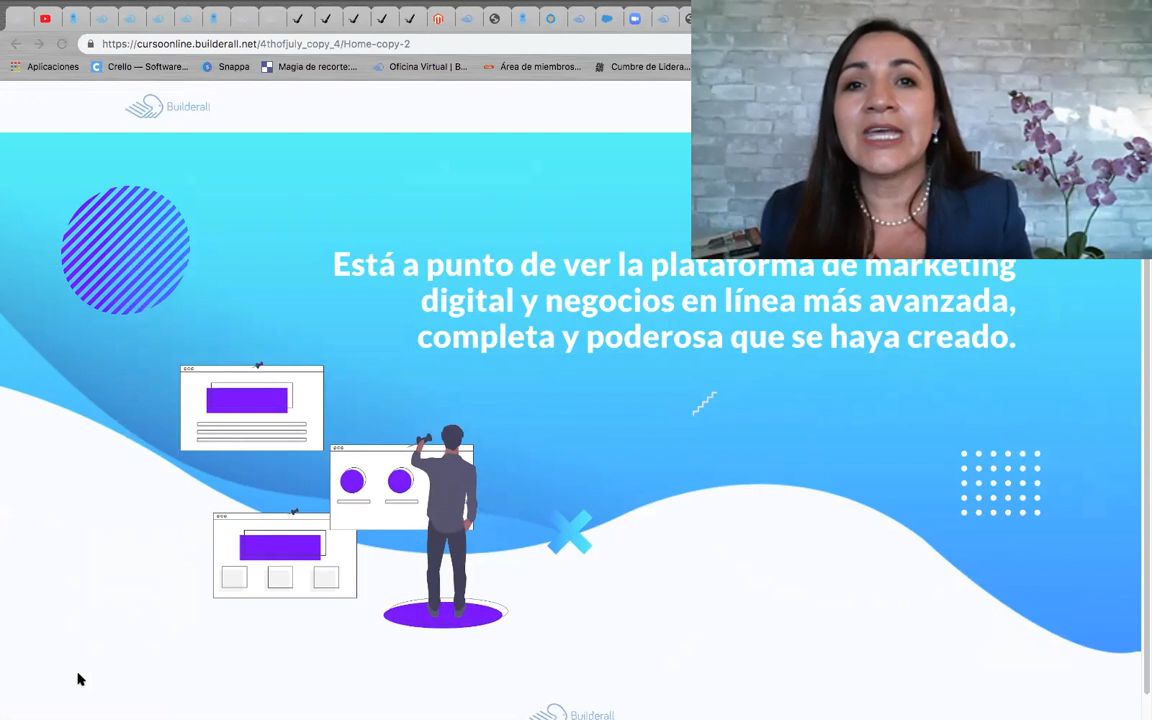 https://cursoonline.builderall.net/4thofjuly_copy_4/Home-copy-2
Aplicaciones
Crello — Software...
Snappa
Magia de recorte:...
Oficina Virtual | B...
Área de miembros...
Cumbre de Lidera...
Builderall
Está a punto de ver la plataforma de marketing
digital y negocios en línea más avanzada,
completa y poderosa que se haya creado.
Builderall